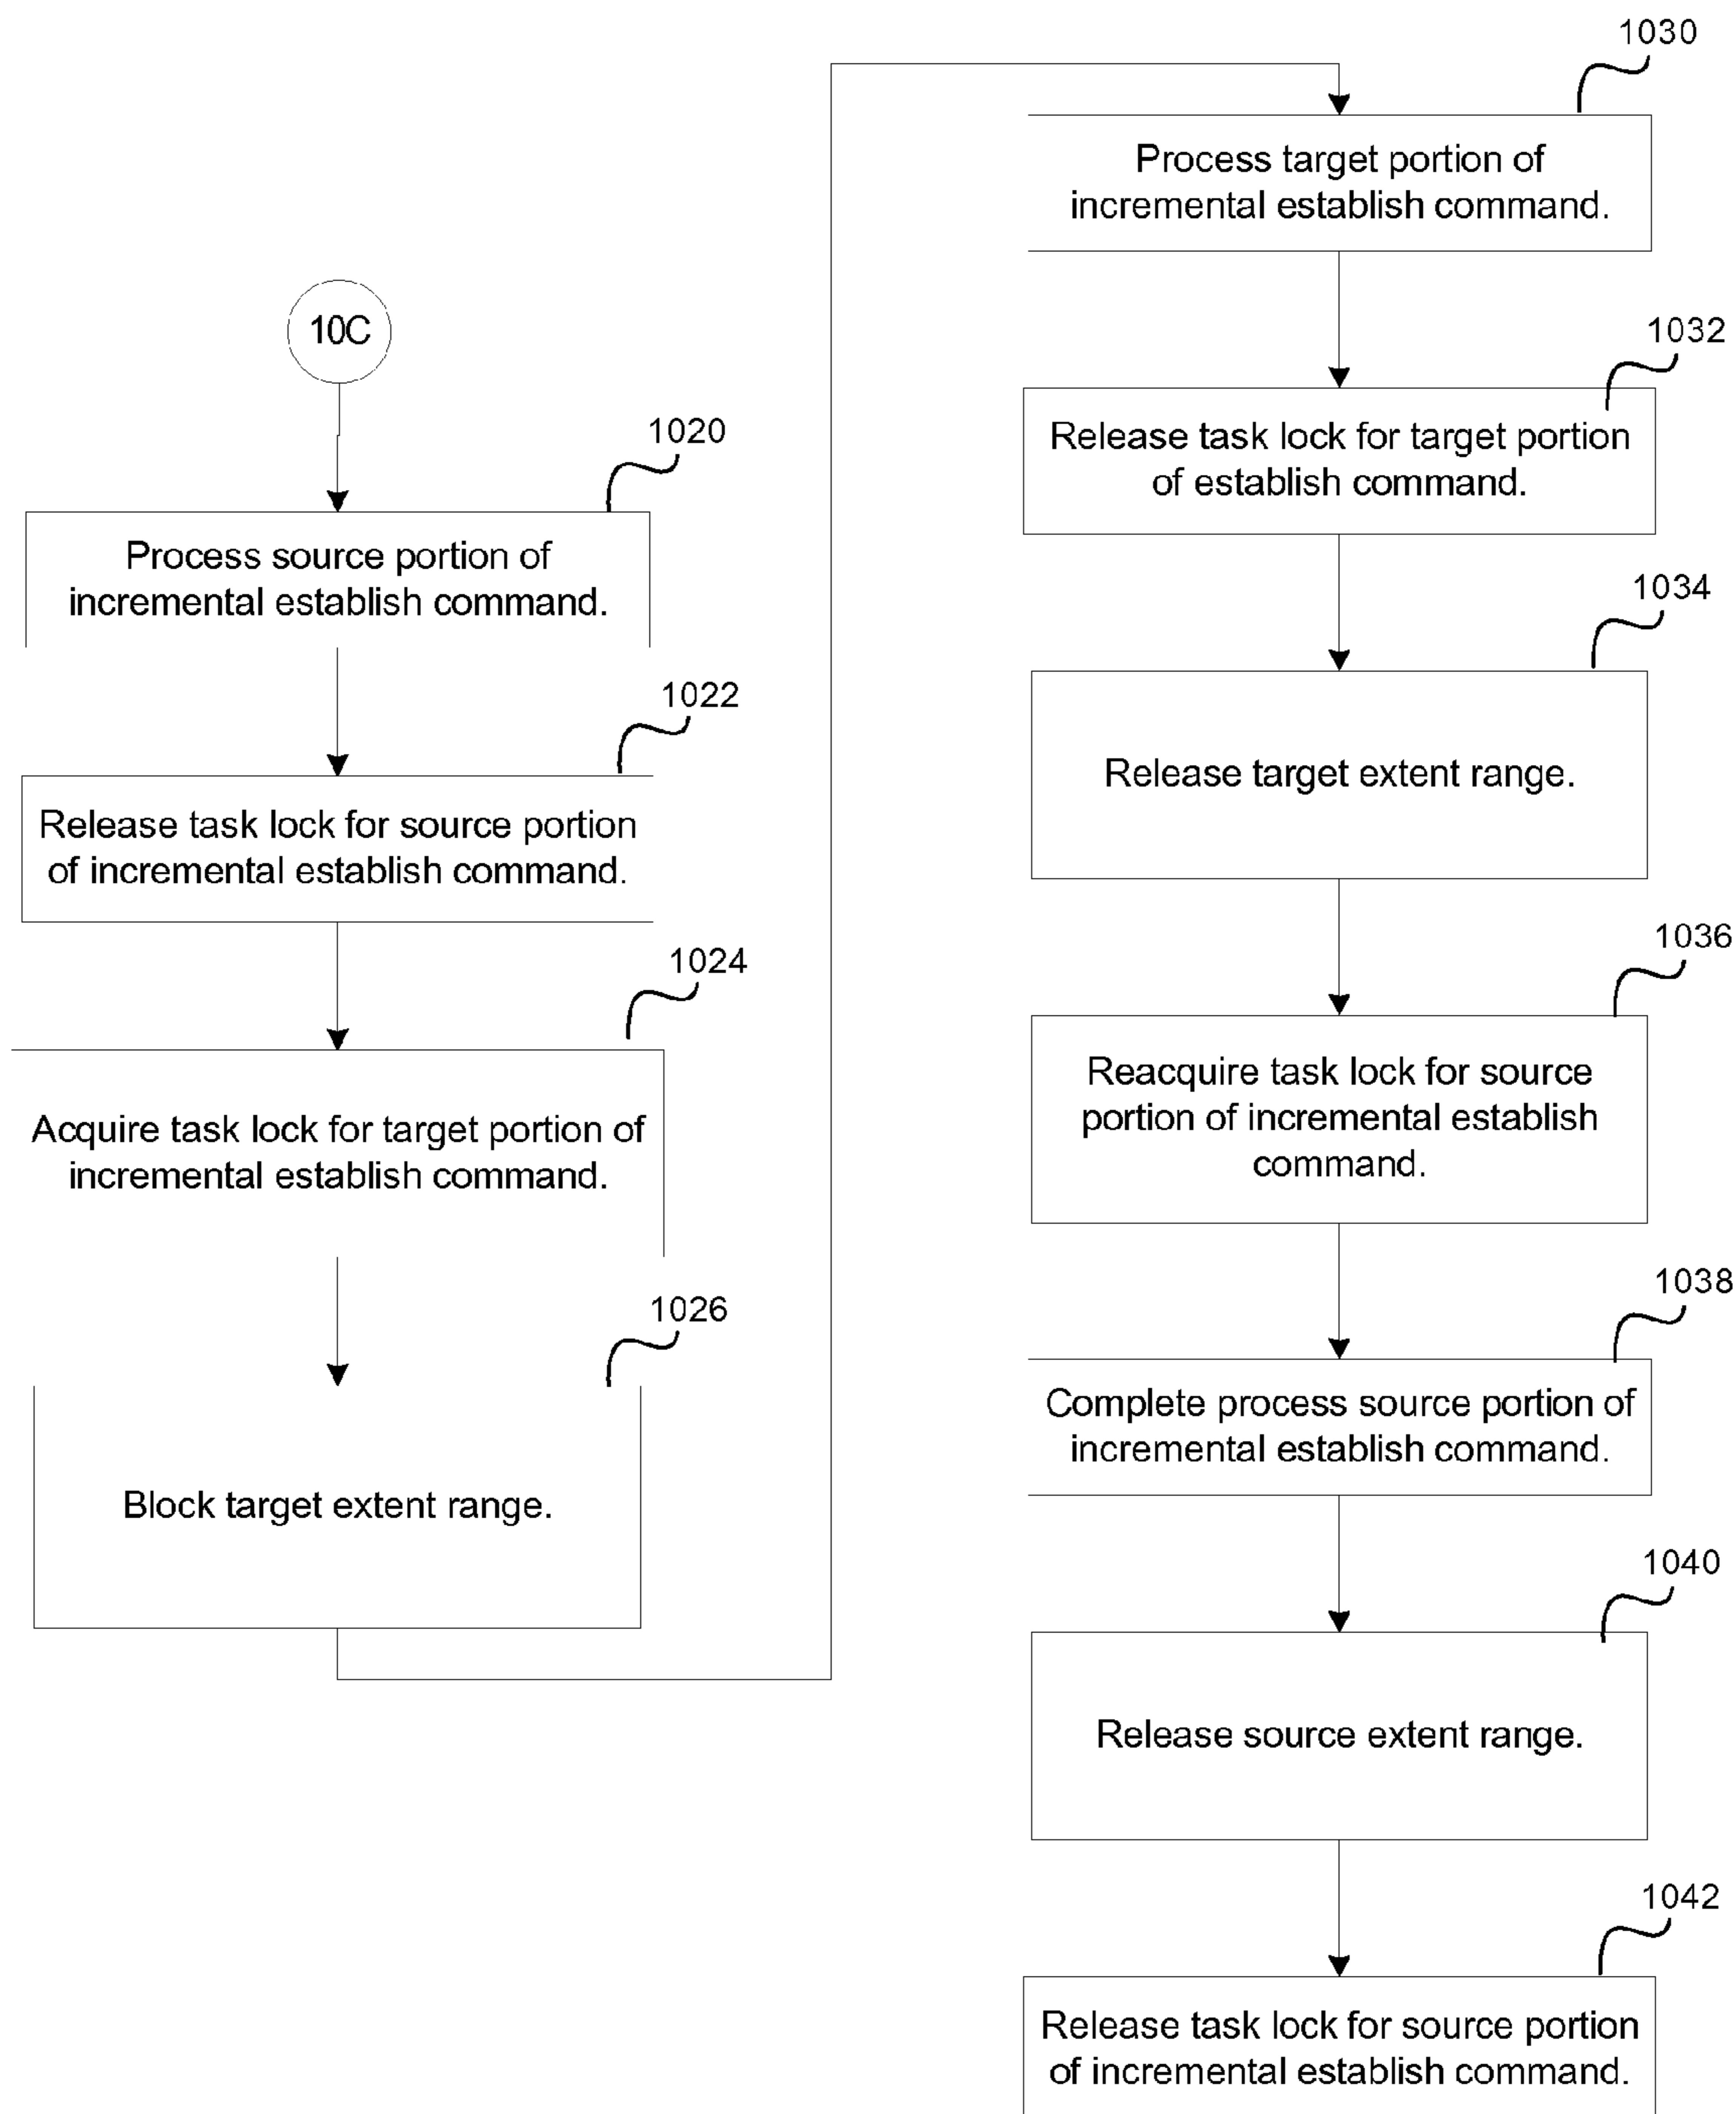 10C
1020
Process source portion of
incremental establish command.
1022
Release task lock for source portion
of incremental establish command.
1024
Acquire task lock for target portion of
incremental establish command.
1026
Block target extent range.
1030
Process target portion of
incremental establish command.
1032
Release task lock for target portion
of establish command.
1034
Release target extent range.
1036
Reacquire task lock for source
portion of incremental establish
command.
1038
Complete process source portion of
incremental establish command.
1040
Release source extent range.
1042
Release task lock for source portion
of incremental establish command.